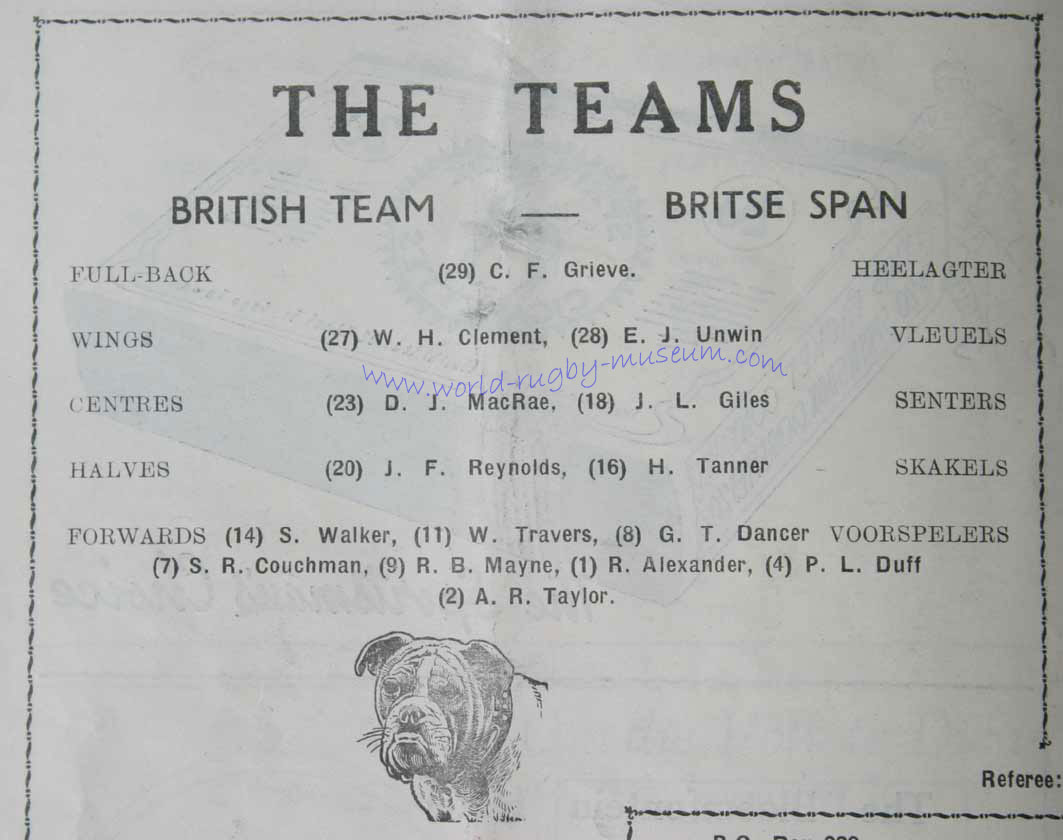 THE TEAMS
BRITISH TEAM — BRITSE SPAN
FULL-BACK (29) C. F. Grieve. HEELAGTER
WINGS (27) W. H. Clement, (28) E. J. Unwin VLEUELS
www.world-rugby-museum.com
CENTRES (23) D. J. MacRae, (18) J. L. Giles SENTERS
HALVES (20) J. F. Reynolds, (16) H. Tanner SKAKELS
FORWARDS (14) S. Walker, (11) W. Travers, (8) G. T. Dancer VOORSPELERS
(7) S. R. Couchman, (9) R. B. Mayne, (1) R. Alexander, (4) P. L. Duff
(2) A. R. Taylor.
Referee: